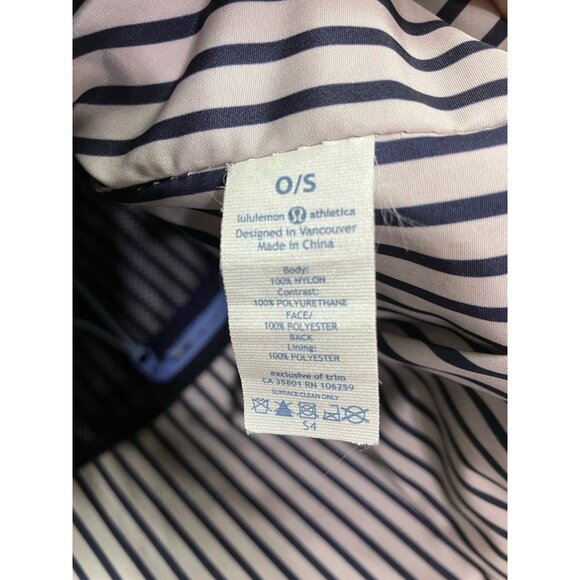 O/S
lululemon athletica
Designed in Vancouver
Made in China
Body:
100% NYLON
Contrast:
100% POLYURETHANE
FACE/
100% POLYESTER
BACK
Lining:
100% POLYESTER
exclusive of trim
CA 35801 RN 106259
SURFACE CLEAN ONLY
S4